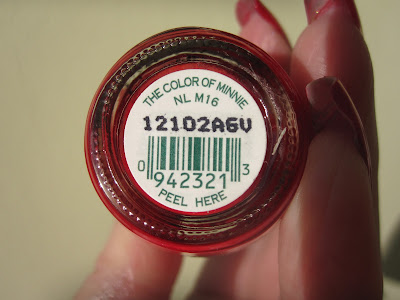 THE COLOR OF MINNIE
NL M16
12102A6V
0 942321 3
PEEL HERE